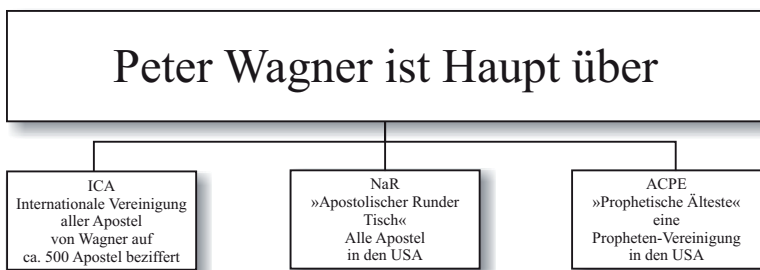 Peter Wagner ist Haupt über
ICA
Internationale Vereinigung
aller Apostel
von Wagner auf
ca. 500 Apostel beziffert
NaR
»Apostolischer Runder
Tisch«
Alle Apostel
in den USA
ACPE
»Prophetische Älteste«
eine
Propheten-Vereinigung
in den USA